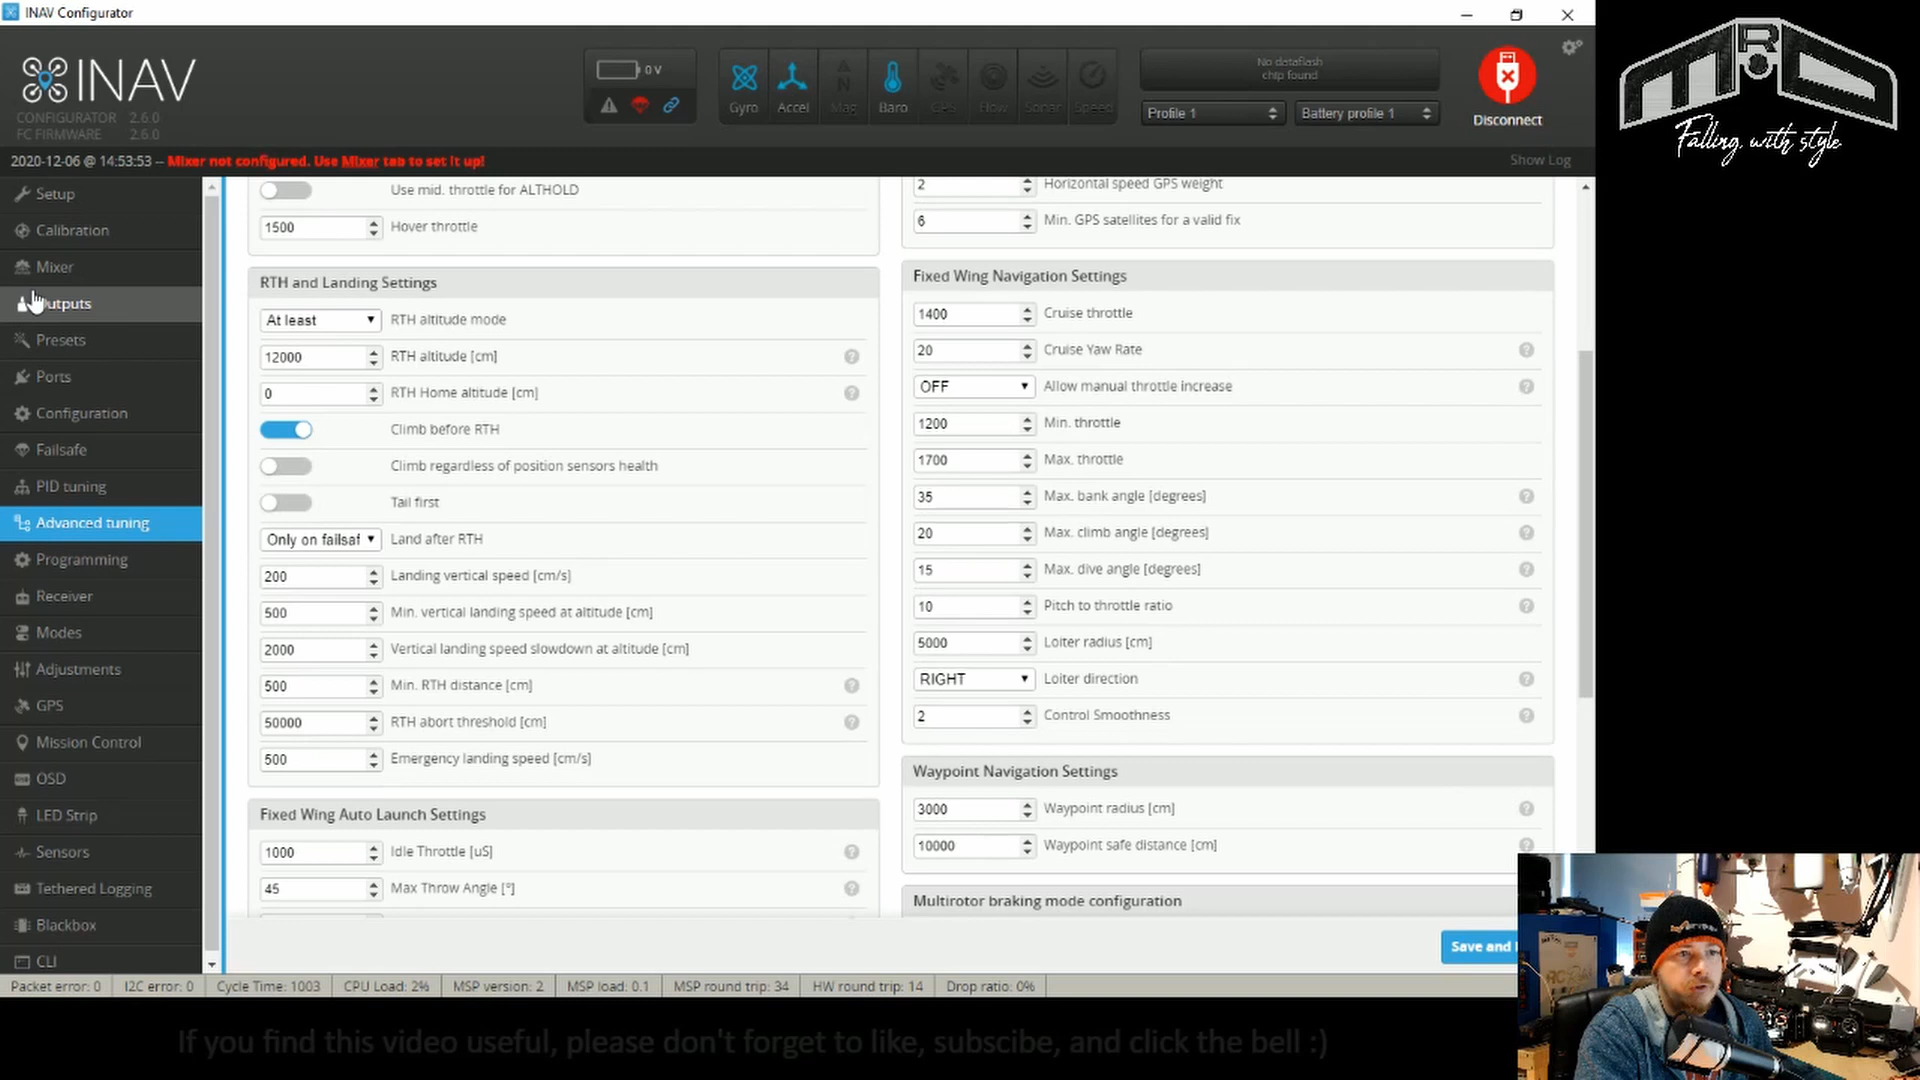 INAV Configurator
INAV
CONFIGURATOR 2.6.0
FC FIRMWARE 2.6.0
0 V
Gyro
Accel
Mag
Baro
GPS
Flow
Sonar
Speed
No dataflash
chip found
Profile 1
Battery profile 1
Disconnect
MRD
Falling with style
2020-12-06 @ 14:53:53 -- Mixer not configured. Use Mixer tab to set it up!
Show Log
Setup
Calibration
Mixer
Outputs
Presets
Ports
Configuration
Failsafe
PID tuning
Advanced tuning
Programming
Receiver
Modes
Adjustments
GPS
Mission Control
OSD
LED Strip
Sensors
Tethered Logging
Blackbox
CLI
Use mid. throttle for ALTHOLD
1500 Hover throttle
RTH and Landing Settings
At least RTH altitude mode
12000 RTH altitude [cm]
0 RTH Home altitude [cm]
Climb before RTH
Climb regardless of position sensors health
Tail first
Only on failsaf Land after RTH
200 Landing vertical speed [cm/s]
500 Min. vertical landing speed at altitude [cm]
2000 Vertical landing speed slowdown at altitude [cm]
500 Min. RTH distance [cm]
50000 RTH abort threshold [cm]
500 Emergency landing speed [cm/s]
Fixed Wing Auto Launch Settings
1000 Idle Throttle [uS]
45 Max Throw Angle [°]
2 Horizontal speed GPS weight
6 Min. GPS satellites for a valid fix
Fixed Wing Navigation Settings
1400 Cruise throttle
20 Cruise Yaw Rate
OFF Allow manual throttle increase
1200 Min. throttle
1700 Max. throttle
35 Max. bank angle [degrees]
20 Max. climb angle [degrees]
15 Max. dive angle [degrees]
10 Pitch to throttle ratio
5000 Loiter radius [cm]
RIGHT Loiter direction
2 Control Smoothness
Waypoint Navigation Settings
3000 Waypoint radius [cm]
10000 Waypoint safe distance [cm]
Multirotor braking mode configuration
Save and
Packet error: 0
I2C error: 0
Cycle Time: 1003
CPU Load: 2%
MSP version: 2
MSP load: 0.1
MSP round trip: 34
HW round trip: 14
Drop ratio: 0%
If you find this video useful, please don't forget to like, subscibe, and click the bell :)